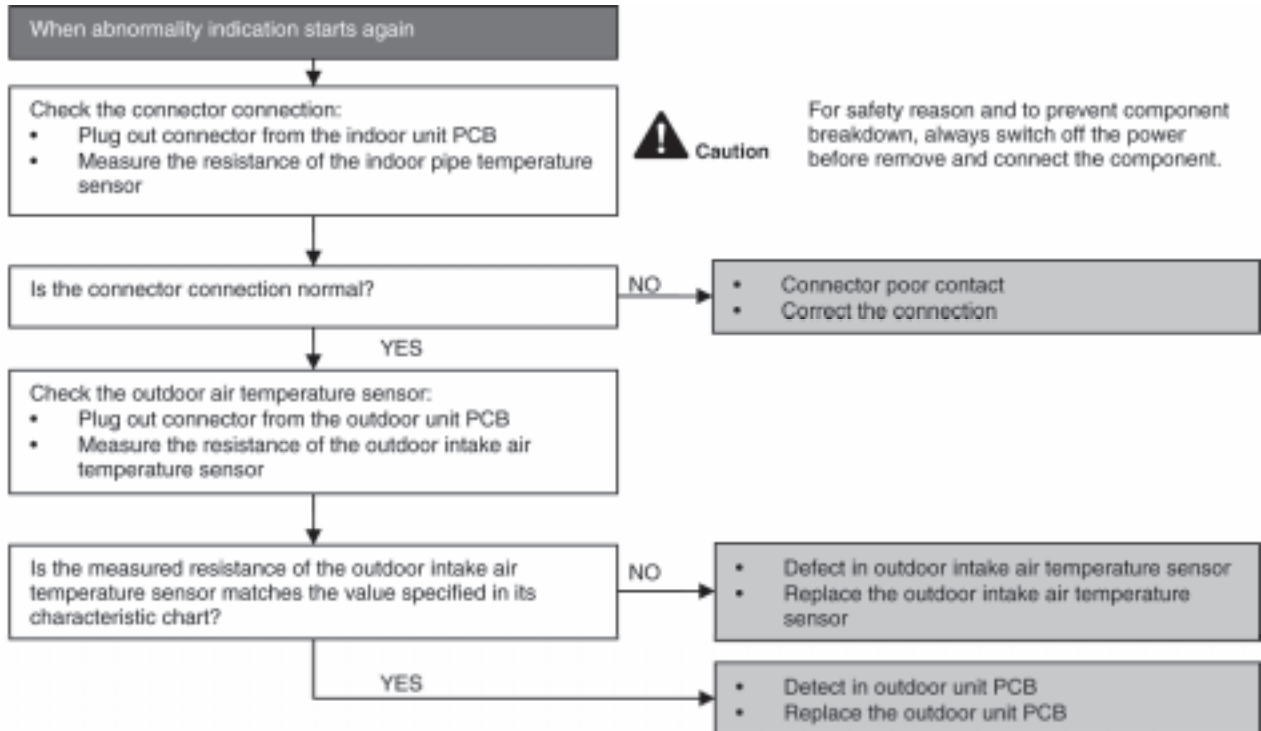 When abnormality indication starts again
Check the connector connection:
• Plug out connector from the indoor unit PCB
• Measure the resistance of the indoor pipe temperature
sensor
Caution
For safety reason and to prevent component
breakdown, always switch off the power
before remove and connect the component.
Is the connector connection normal?
NO
• Connector poor contact
• Correct the connection
YES
Check the outdoor air temperature sensor:
• Plug out connector from the outdoor unit PCB
• Measure the resistance of the outdoor intake air
temperature sensor
Is the measured resistance of the outdoor intake air
temperature sensor matches the value specified in its
characteristic chart?
NO
• Defect in outdoor intake air temperature sensor
• Replace the outdoor intake air temperature
sensor
YES
• Detect in outdoor unit PCB
• Replace the outdoor unit PCB